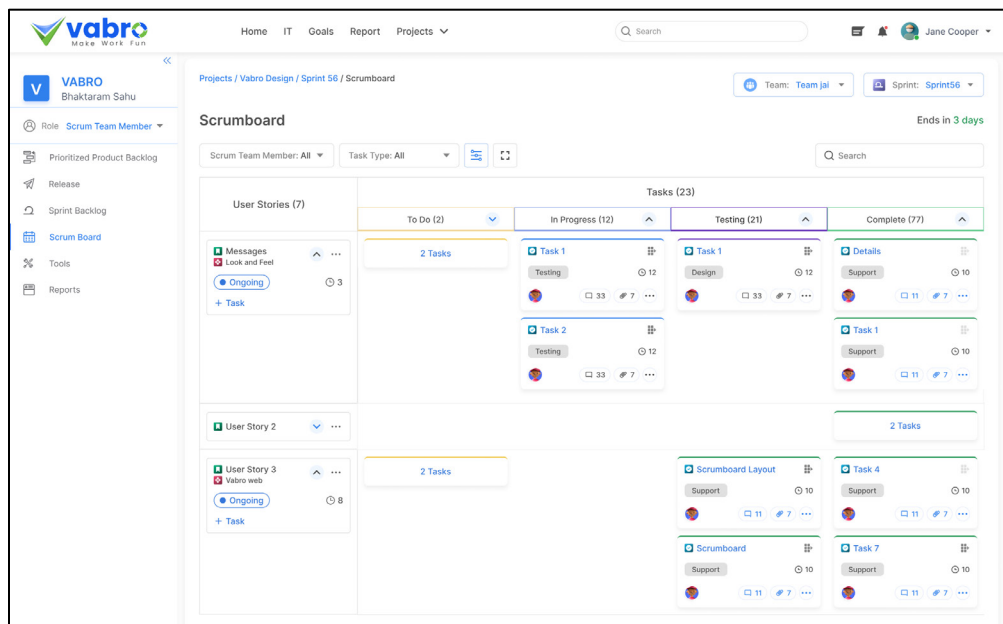 vabro
Make Work Fun
Home IT Goals Report Projects
Search
Jane Cooper
V
VABRO
Bhaktaram Sahu
Role Scrum Team Member
Prioritized Product Backlog
Release
Sprint Backlog
Scrum Board
Tools
Reports
Projects / Vabro Design / Sprint 56 / Scrumboard
Team: Team jai
Sprint: Sprint56
Scrumboard
Ends in 3 days
Scrum Team Member: All
Task Type: All
Search
User Stories (7)
Tasks (23)
To Do (2) In Progress (12) Testing (21) Complete (77)
Messages
Look and Feel
Ongoing 3
+ Task
2 Tasks
Task 1
Testing 12
33 7
Task 2
Testing 12
33 7
Task 1
Design 12
33 7
Details
Support 10
11 7
Task 1
Support 10
11 7
User Story 2
2 Tasks
User Story 3
Vabro web
Ongoing 8
+ Task
2 Tasks
Scrumboard Layout
Support 10
11 7
Scrumboard
Support 10
11 7
Task 4
Support 10
11 7
Task 7
Support 10
11 7